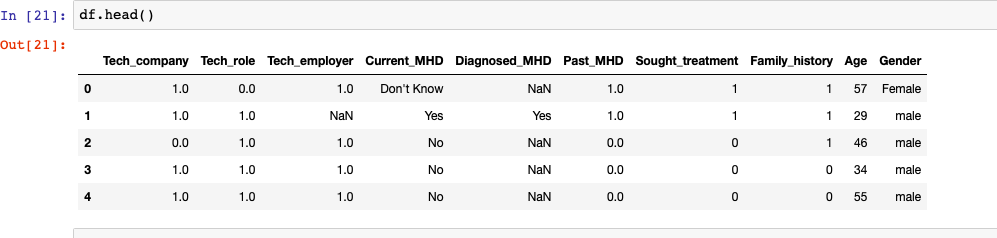 In [21]: df.head()
Out[21]:
Tech_company Tech_role Tech_employer Current_MHD Diagnosed_MHD Past_MHD Sought_treatment Family_history Age Gender
0 1.0 0.0 1.0 Don't Know NaN 1.0 1 1 57 Female
1 1.0 1.0 NaN Yes Yes 1.0 1 1 29 male
2 0.0 1.0 1.0 No NaN 0.0 0 1 46 male
3 1.0 1.0 1.0 No NaN 0.0 0 0 34 male
4 1.0 1.0 1.0 No NaN 0.0 0 0 55 male